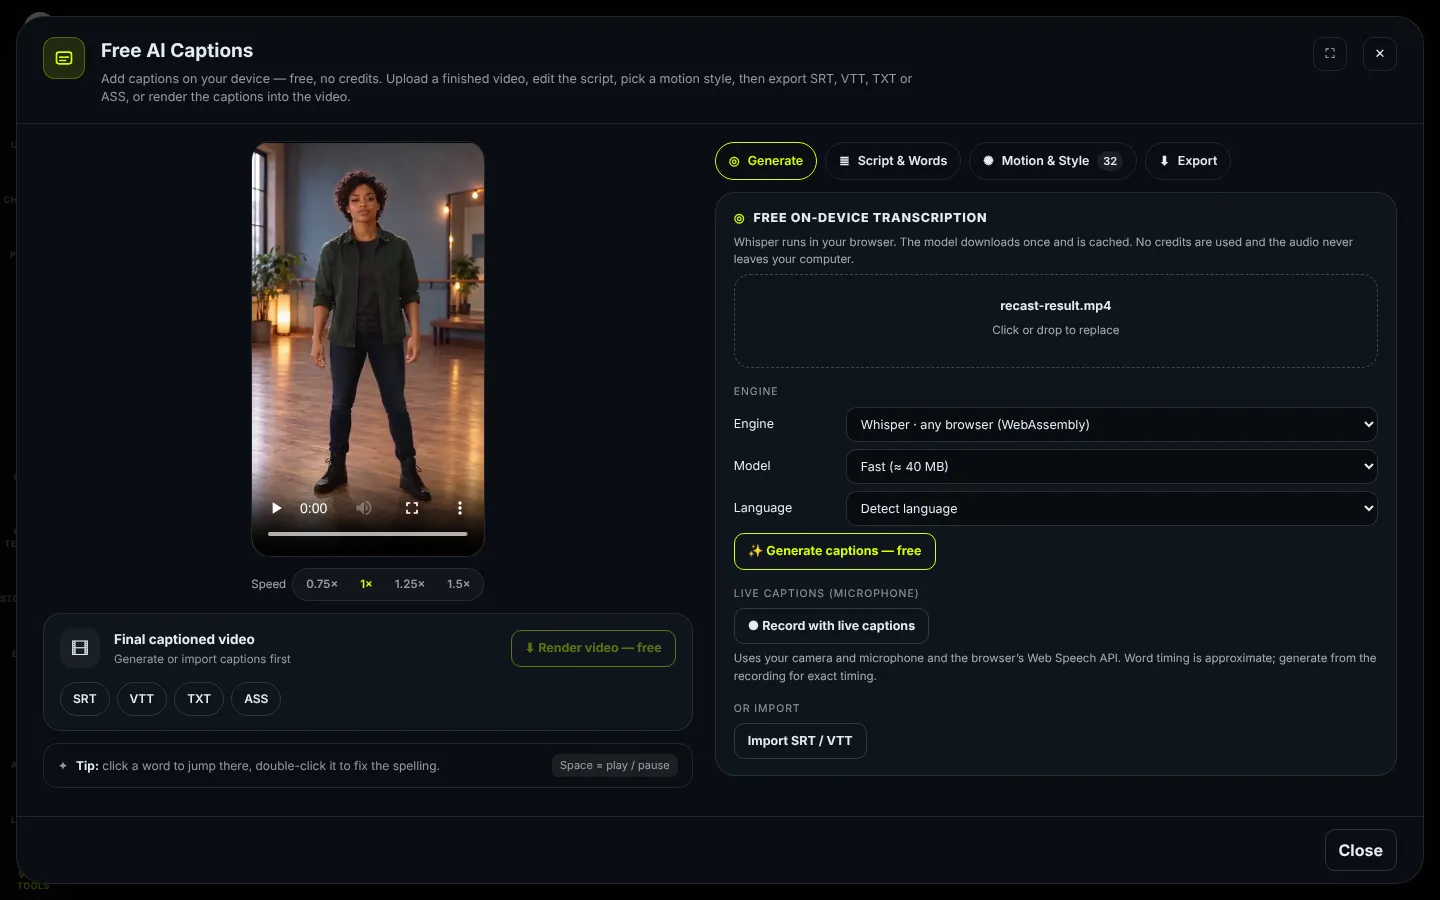 Free AI Captions
Add captions on your device — free, no credits. Upload a finished video, edit the script, pick a motion style, then export SRT, VTT, TXT or
ASS, or render the captions into the video.
0:00
Speed 0.75× 1× 1.25× 1.5×
Final captioned video
Generate or import captions first
⬇ Render video — free
SRT VTT TXT ASS
✦ Tip: click a word to jump there, double-click it to fix the spelling.
Space = play / pause
◎ Generate
≣ Script & Words
✺ Motion & Style 32
⬇ Export
◎ FREE ON-DEVICE TRANSCRIPTION
Whisper runs in your browser. The model downloads once and is cached. No credits are used and the audio never
leaves your computer.
recast-result.mp4
Click or drop to replace
ENGINE
Engine Whisper · any browser (WebAssembly)
Model Fast (≈ 40 MB)
Language Detect language
✨ Generate captions — free
LIVE CAPTIONS (MICROPHONE)
● Record with live captions
Uses your camera and microphone and the browser’s Web Speech API. Word timing is approximate; generate from the
recording for exact timing.
OR IMPORT
Import SRT / VTT
Close
TOOLS